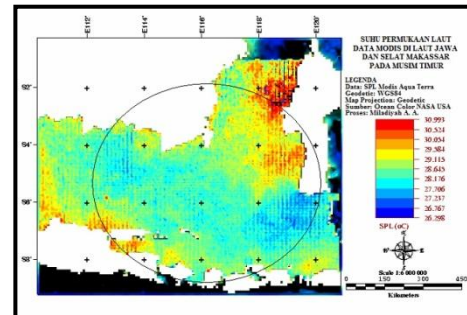 E112° E114° E116° E118° E120°
SUHU PERMUKAAN LAUT
DATA MODIS DI LAUT JAWA
DAN SELAT MAKASSAR
PADA MUSIM TIMUR
LEGENDA
Data: SPL Modis Aqua Terra
Geodetic: WGS84
Map Projection: Geodetic
Sumber: Ocean Color NASA USA
Proses: Miladiyah A. A.
S2°
S4°
S6°
S8°
30.993
30.524
30.054
29.584
29.115
28.645
28.176
27.706
27.237
26.767
26.298
SPL (oC)
Scale 1:6 000 000
0 150 250 450
Kilometers